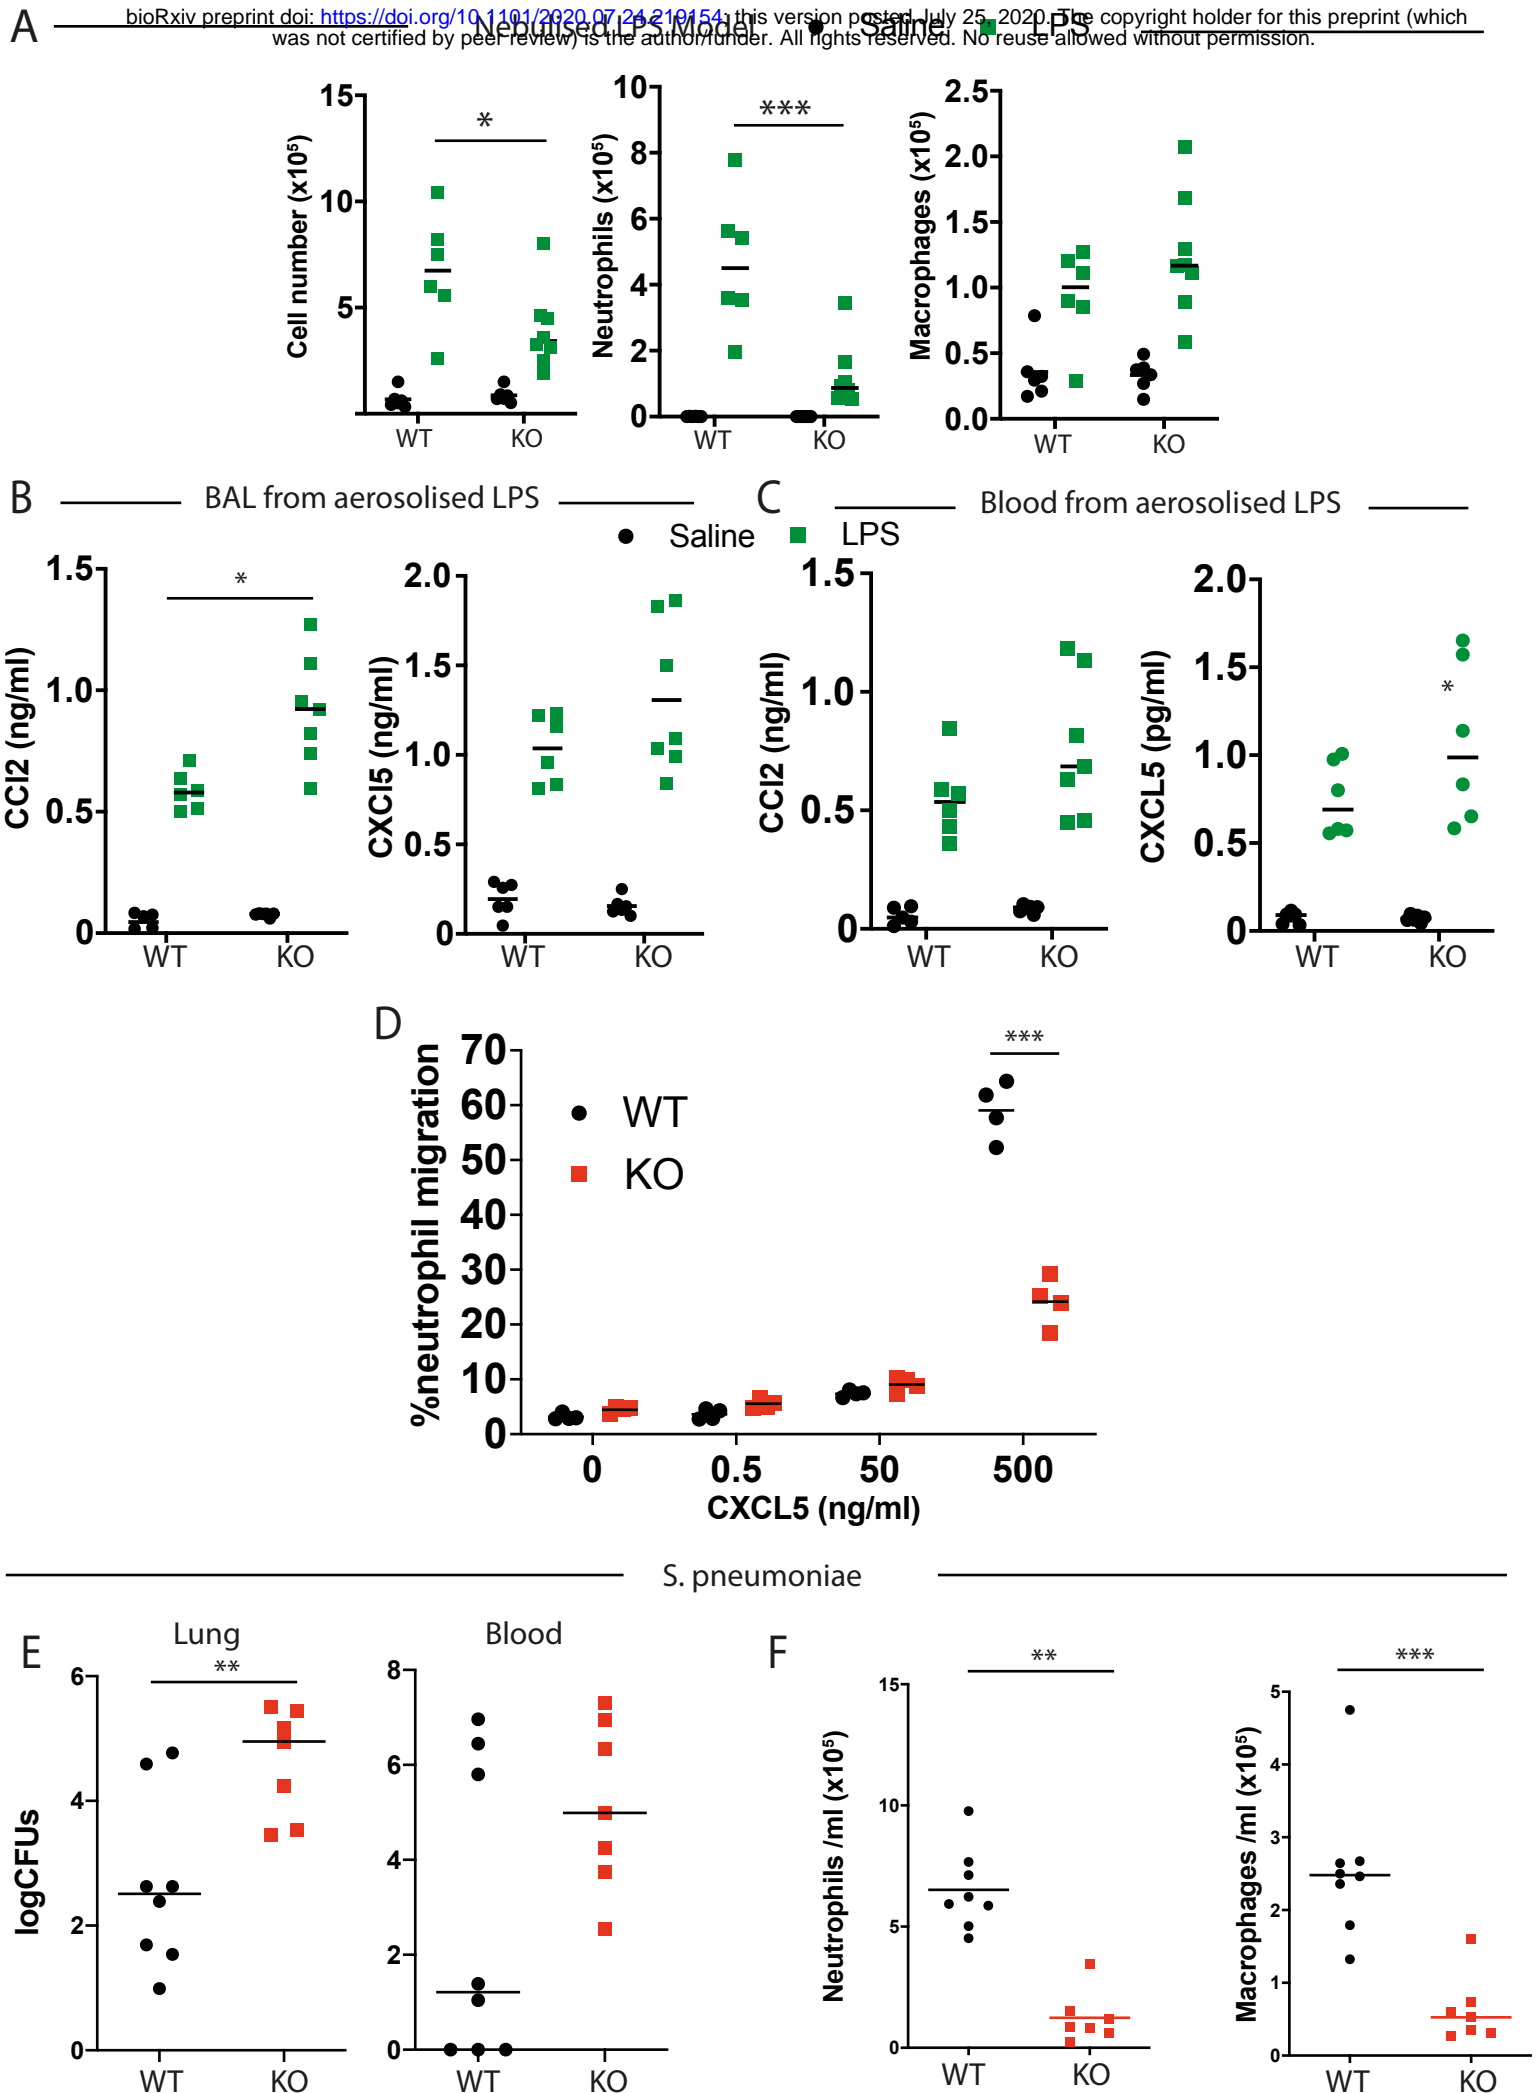 bioRxiv preprint doi: https://doi.org/10.1101/2020.07.24.219154; this version posted July 25, 2020. The copyright holder for this preprint (which
was not certified by peer review) is the author/funder. All rights reserved. No reuse allowed without permission.
A Nebulised LPS Model Saline LPS
Cell number (x10⁵)
15
10
5
*
WT KO
Neutrophils (x10⁵)
10
8
6
4
2
0
***
WT KO
Macrophages (x10⁵)
2.5
2.0
1.5
1.0
0.5
0.0
WT KO
B BAL from aerosolised LPS
C Blood from aerosolised LPS
Saline LPS
CCl2 (ng/ml)
1.5
1.0
0.5
0
*
WT KO
CXCl5 (ng/ml)
2.0
1.5
1.0
0.5
0
WT KO
CCl2 (ng/ml)
1.5
1.0
0.5
0
WT KO
CXCL5 (pg/ml)
2.0
1.5
1.0
0.5
0
*
WT KO
D
%neutrophil migration
70
60
50
40
30
20
10
0
WT
KO
***
0 0.5 50 500
CXCL5 (ng/ml)
S. pneumoniae
E
Lung
**
logCFUs
6
4
2
0
WT KO
Blood
8
6
4
2
0
WT KO
F
**
Neutrophils /ml (x10⁵)
15
10
5
0
WT KO
***
Macrophages /ml (x10⁵)
5
4
3
2
1
0
WT KO